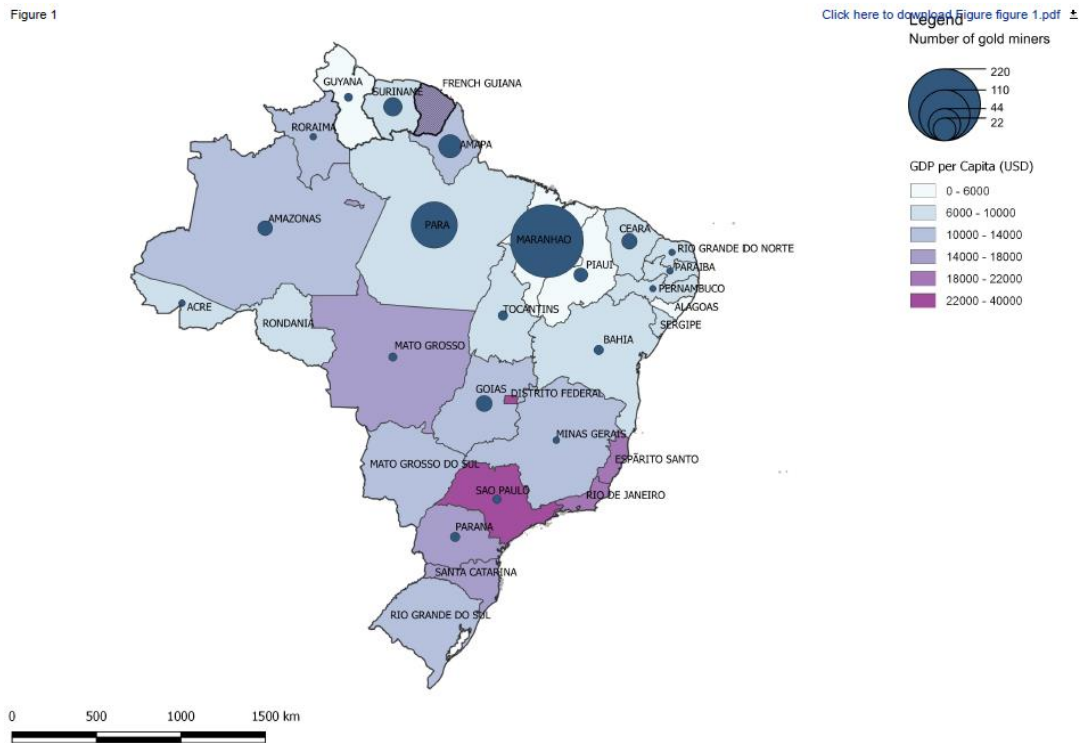 Figure 1
Click here to download Figure figure 1.pdf
Legend
Number of gold miners
220
110
44
22
GDP per Capita (USD)
0 - 6000
6000 - 10000
10000 - 14000
14000 - 18000
18000 - 22000
22000 - 40000
GUYANA
SURINAME
FRENCH GUIANA
RORAIMA
AMAPA
AMAZONAS
PARA
MARANHAO
CEARA
RIO GRANDE DO NORTE
PIAUI
PARAIBA
PERNAMBUCO
ALAGOAS
SERGIPE
ACRE
RONDANIA
TOCANTINS
BAHIA
MATO GROSSO
GOIAS
DISTRITO FEDERAL
MINAS GERAIS
MATO GROSSO DO SUL
ESPÃRITO SANTO
SAO PAULO
RIO DE JANEIRO
PARANA
SANTA CATARINA
RIO GRANDE DO SUL
0 500 1000 1500 km